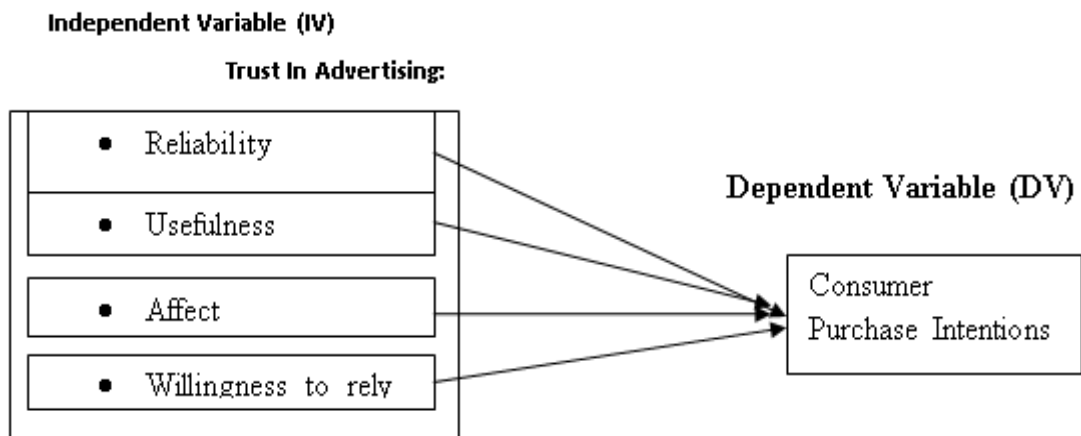 Independent Variable (IV)
Trust In Advertising:
• Reliability
• Usefulness
• Affect
• Willingness to rely
Dependent Variable (DV)
Consumer
Purchase Intentions